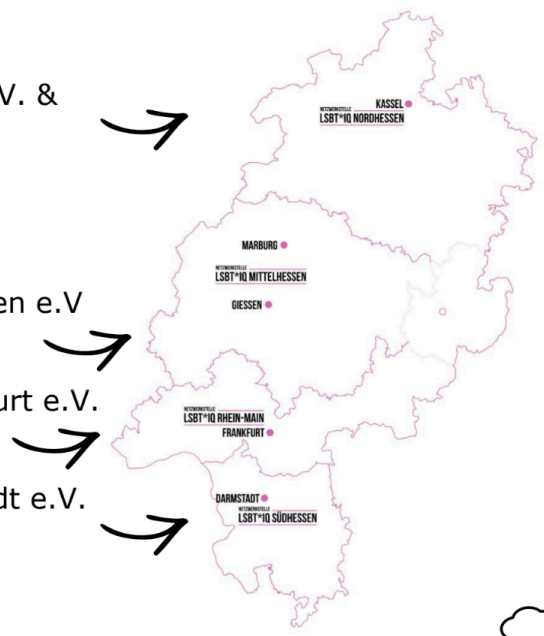 V. &
KASSEL
NETZWERKSTELLE
LSBT*IQ NORDHESSEN
MARBURG
NETZWERKSTELLE
LSBT*IQ MITTELHESSEN
GIESSEN
en e.V
urt e.V.
NETZWERKSTELLE
LSBT*IQ RHEIN-MAIN
FRANKFURT
dt e.V.
DARMSTADT
NETZWERKSTELLE
LSBT*IQ SÜDHESSEN